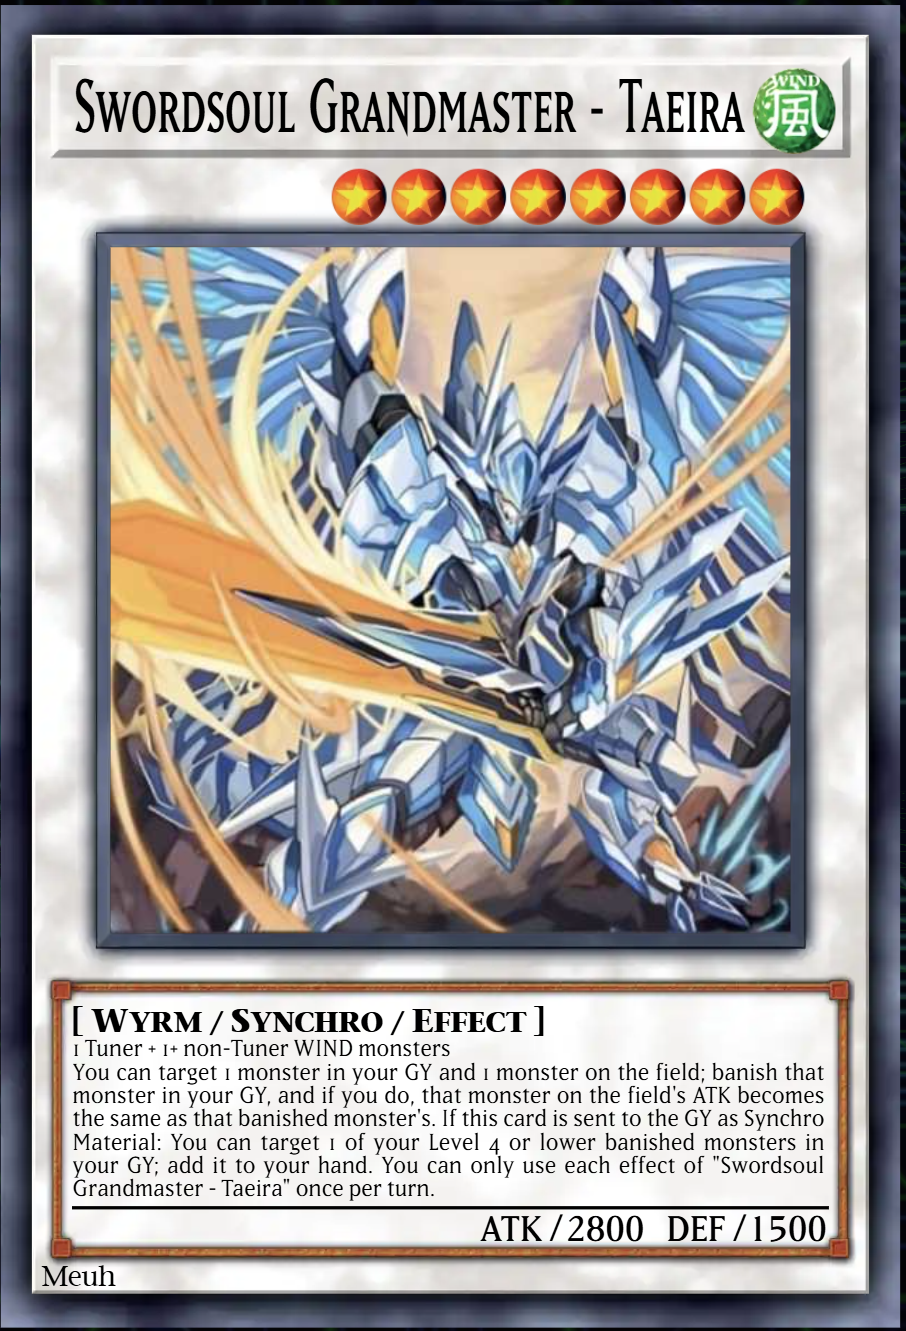 Swordsoul Grandmaster - Taeira
WIND
風
[ Wyrm / Synchro / Effect ]
1 Tuner + 1+ non-Tuner WIND monsters
You can target 1 monster in your GY and 1 monster on the field; banish that
monster in your GY, and if you do, that monster on the field's ATK becomes
the same as that banished monster's. If this card is sent to the GY as Synchro
Material: You can target 1 of your Level 4 or lower banished monsters in
your GY; add it to your hand. You can only use each effect of "Swordsoul
Grandmaster - Taeira" once per turn.
ATK/2800 DEF/1500
Meuh